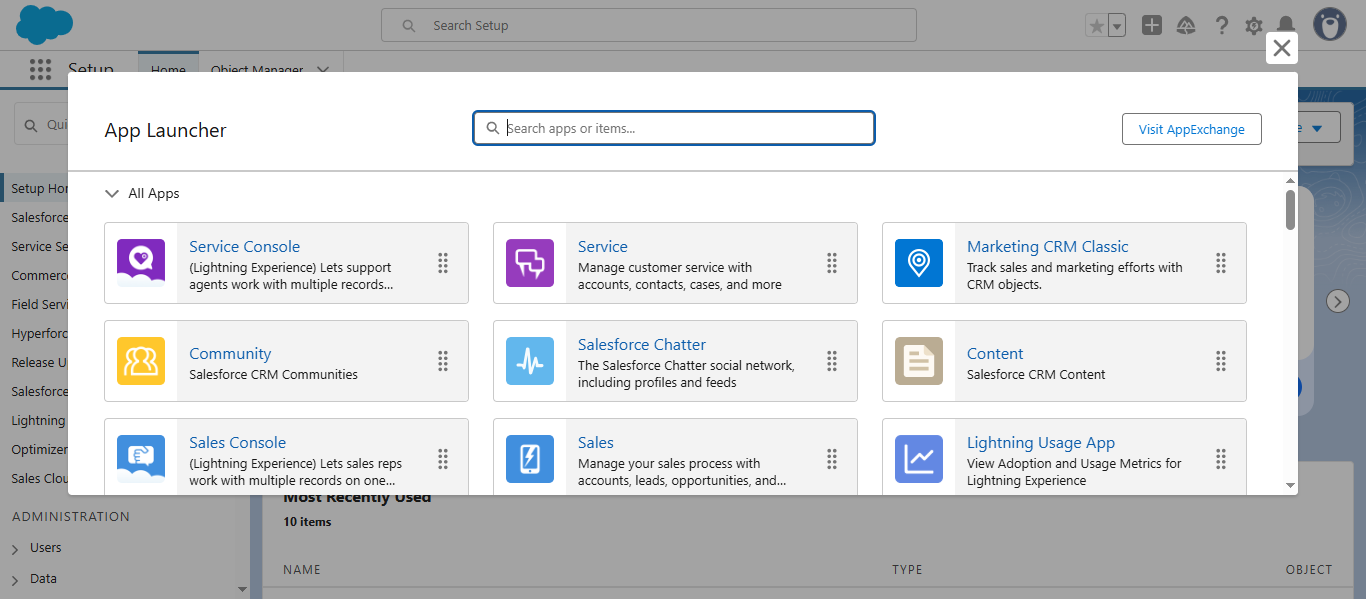 Search Setup
Setup
Home
Object Manager
App Launcher
Search apps or items...
Visit AppExchange
All Apps
Service Console
(Lightning Experience) Lets support
agents work with multiple records...
Service
Manage customer service with
accounts, contacts, cases, and more
Marketing CRM Classic
Track sales and marketing efforts with
CRM objects.
Community
Salesforce CRM Communities
Salesforce Chatter
The Salesforce Chatter social network,
including profiles and feeds
Content
Salesforce CRM Content
Sales Console
(Lightning Experience) Lets sales reps
work with multiple records on one...
Sales
Manage your sales process with
accounts, leads, opportunities, and...
Lightning Usage App
View Adoption and Usage Metrics for
Lightning Experience
Qui
Setup Hor
Salesforce
Service Se
Commerc
Field Servi
Hyperforc
Release U
Salesforce
Lightning
Optimizer
Sales Clou
ADMINISTRATION
Users
Data
Most Recently Used
10 items
NAME
TYPE
OBJECT